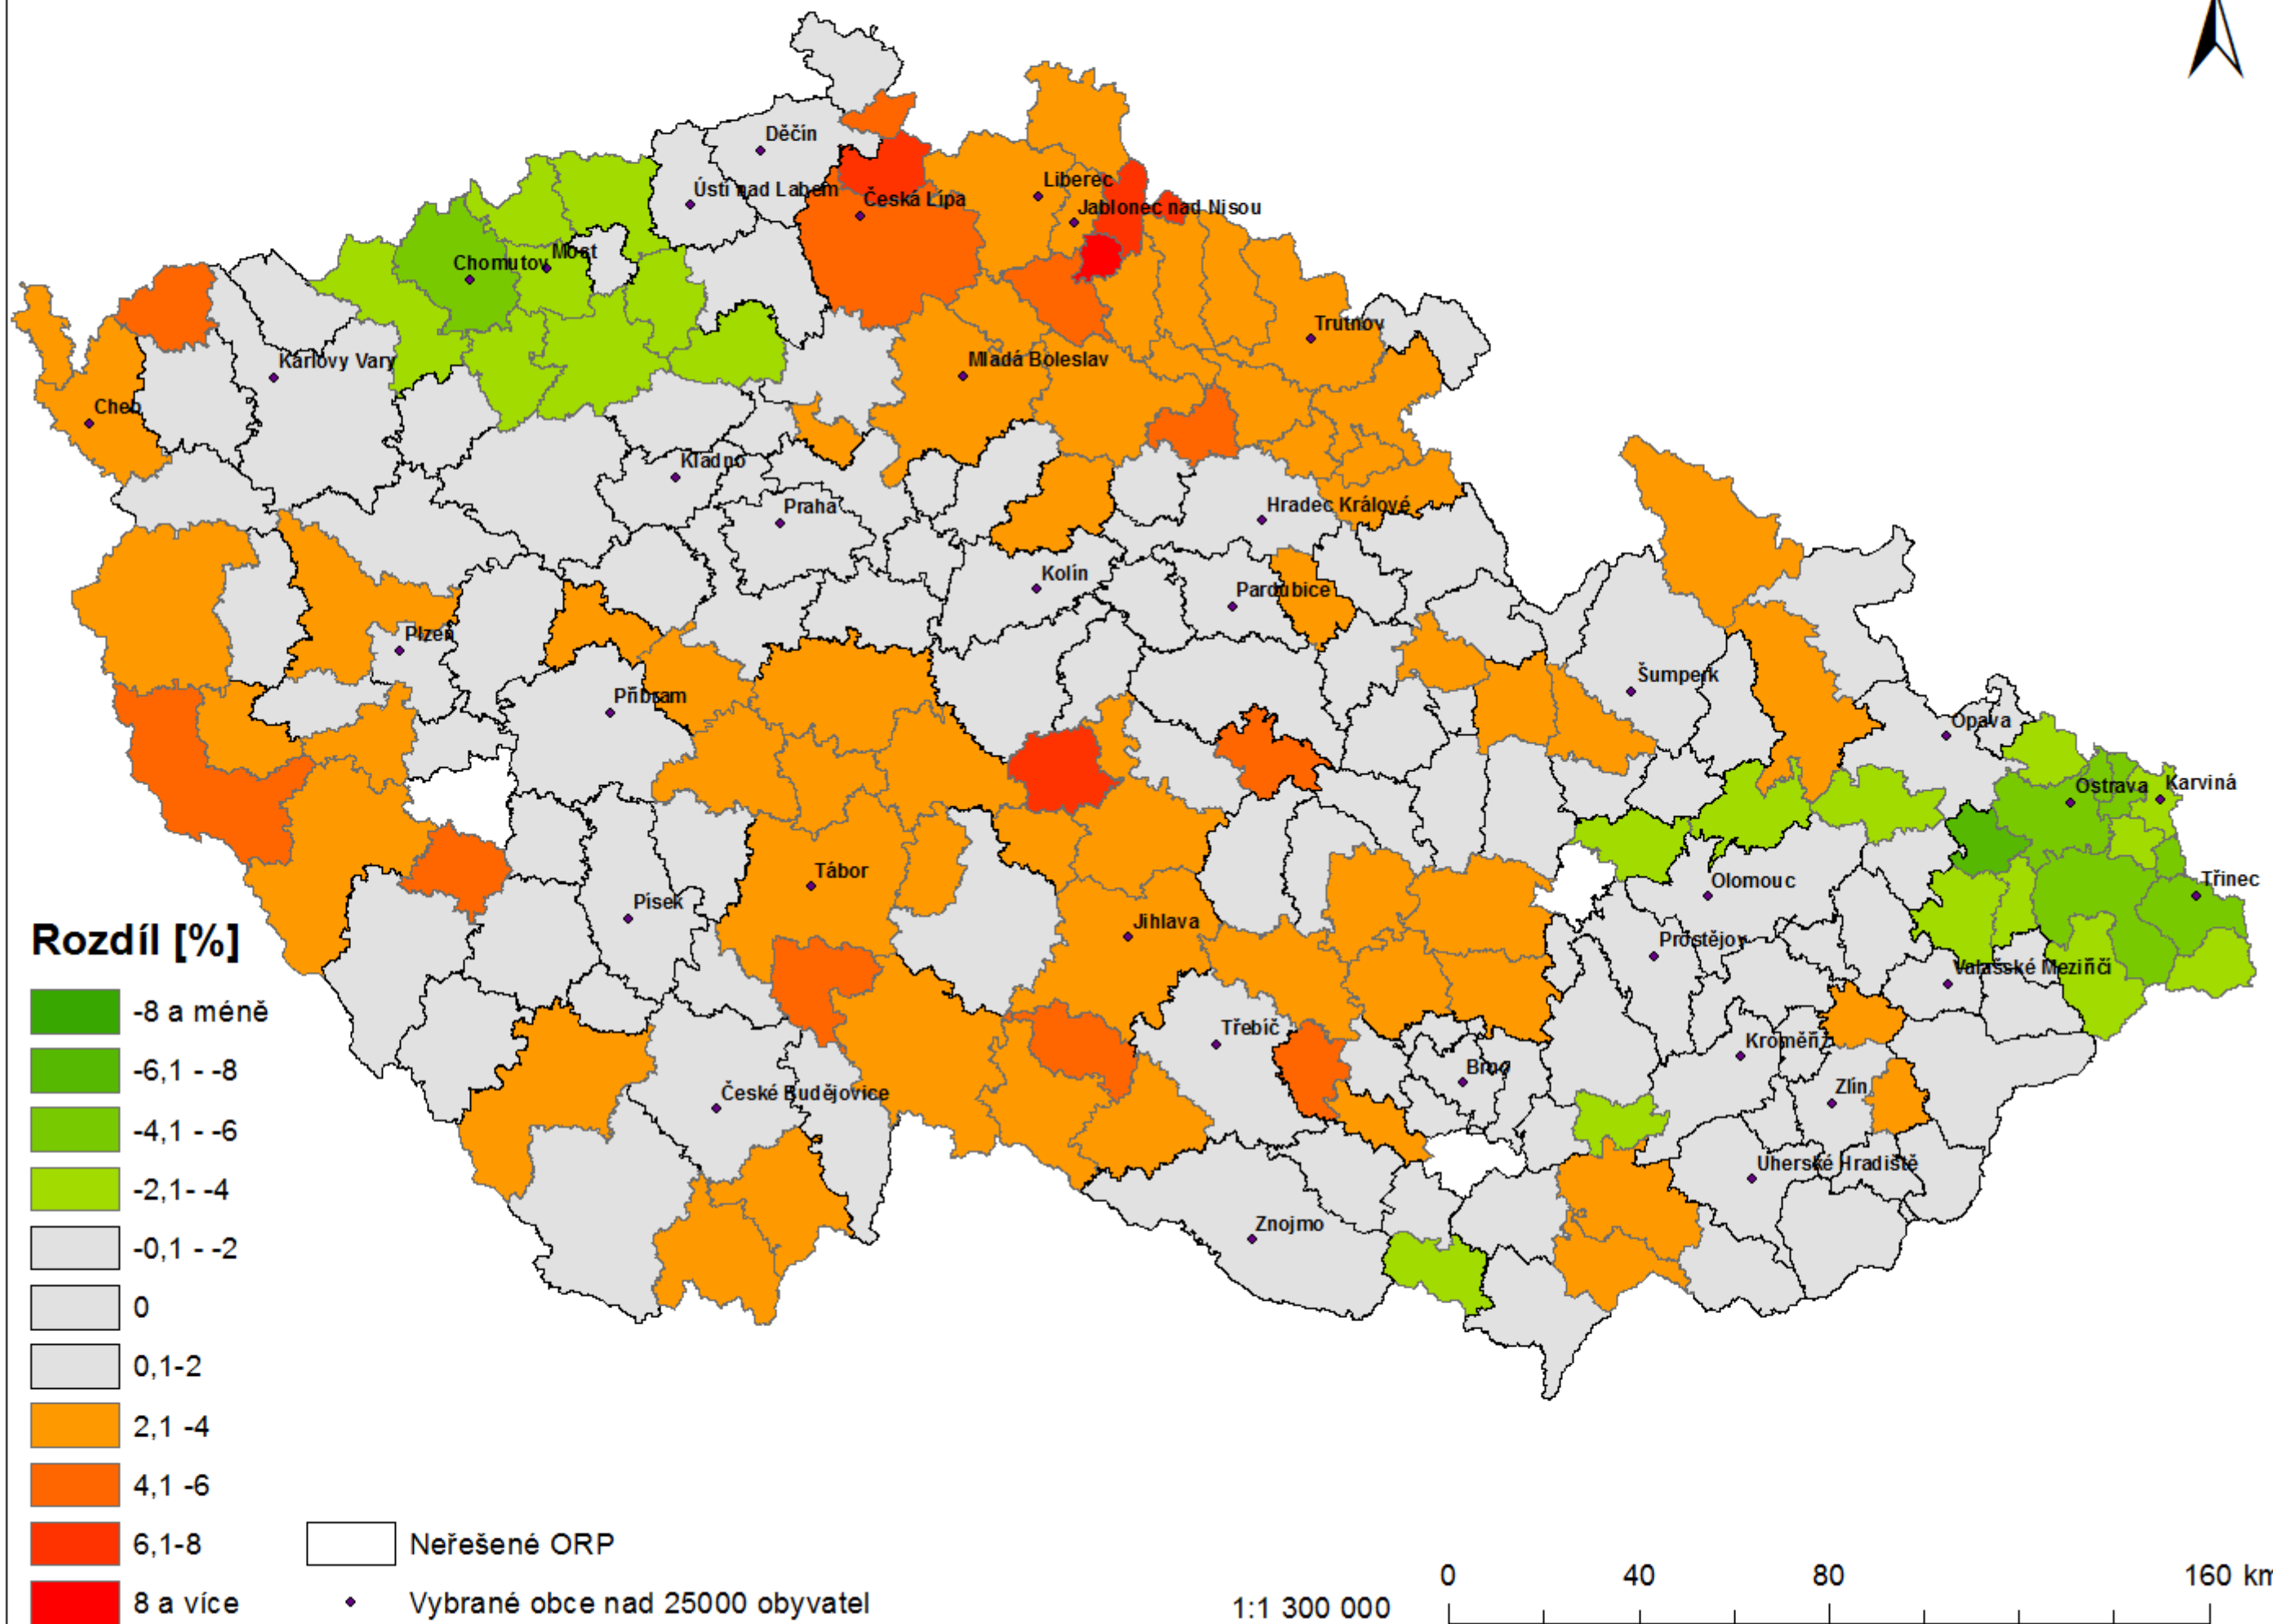 Děčín
Ústí nad Labem
Česká Lípa
Liberec
Jablonec nad Nisou
Most
Chomutov
Trutnov
Karlovy Vary
Mladá Boleslav
Cheb
Kladno
Praha
Hradec Králové
Kolín
Pardubice
Plzeň
Příbram
Šumperk
Opava
Ostrava
Karviná
Tábor
Olomouc
Třinec
Písek
Jihlava
Prostějov
Valašské Meziříčí
Třebíč
Kroměříž
Brno
Zlín
České Budějovice
Uherské Hradiště
Znojmo
Rozdíl [%]
-8 a méně
-6,1 - -8
-4,1 - -6
-2,1- -4
-0,1 - -2
0
0,1-2
2,1 -4
4,1 -6
6,1-8
8 a více
Neřešené ORP
Vybrané obce nad 25000 obyvatel
1:1 300 000
0 40 80 160 km